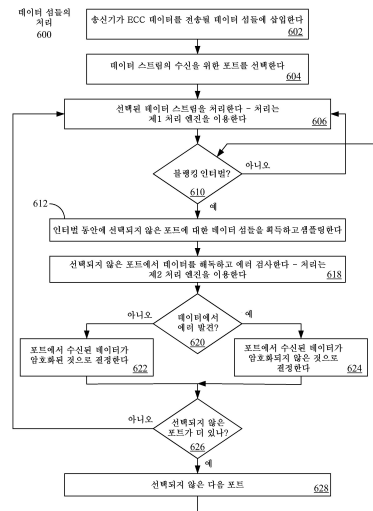 데이터 섬들의
처리
600
송신기가 ECC 데이터를 전송될 데이터 섬들에 삽입한다
602
데이터 스트림의 수신을 위한 포트를 선택한다
604
선택된 데이터 스트림을 처리한다 - 처리는
제1 처리 엔진을 이용한다
606
블랭킹 인터벌?
610
아니오
예
612
인터벌 동안에 선택되지 않은 포트에 대한 데이터 섬들을 획득하고샘플링한다
선택되지 않은 포트에서 데이터를 해독하고 에러 검사한다 - 처리는
제2 처리 엔진을 이용한다
618
아니오
데이터에서
에러 발견?
620
예
포트에서 수신된 데이터가
암호화된 것으로 결정한다
622
포트에서 수신된 데이터가
암호화되지 않은 것으로
결정한다
624
아니오
선택되지 않은
포트가 더 있나?
626
예
선택되지 않은 다음 포트
628